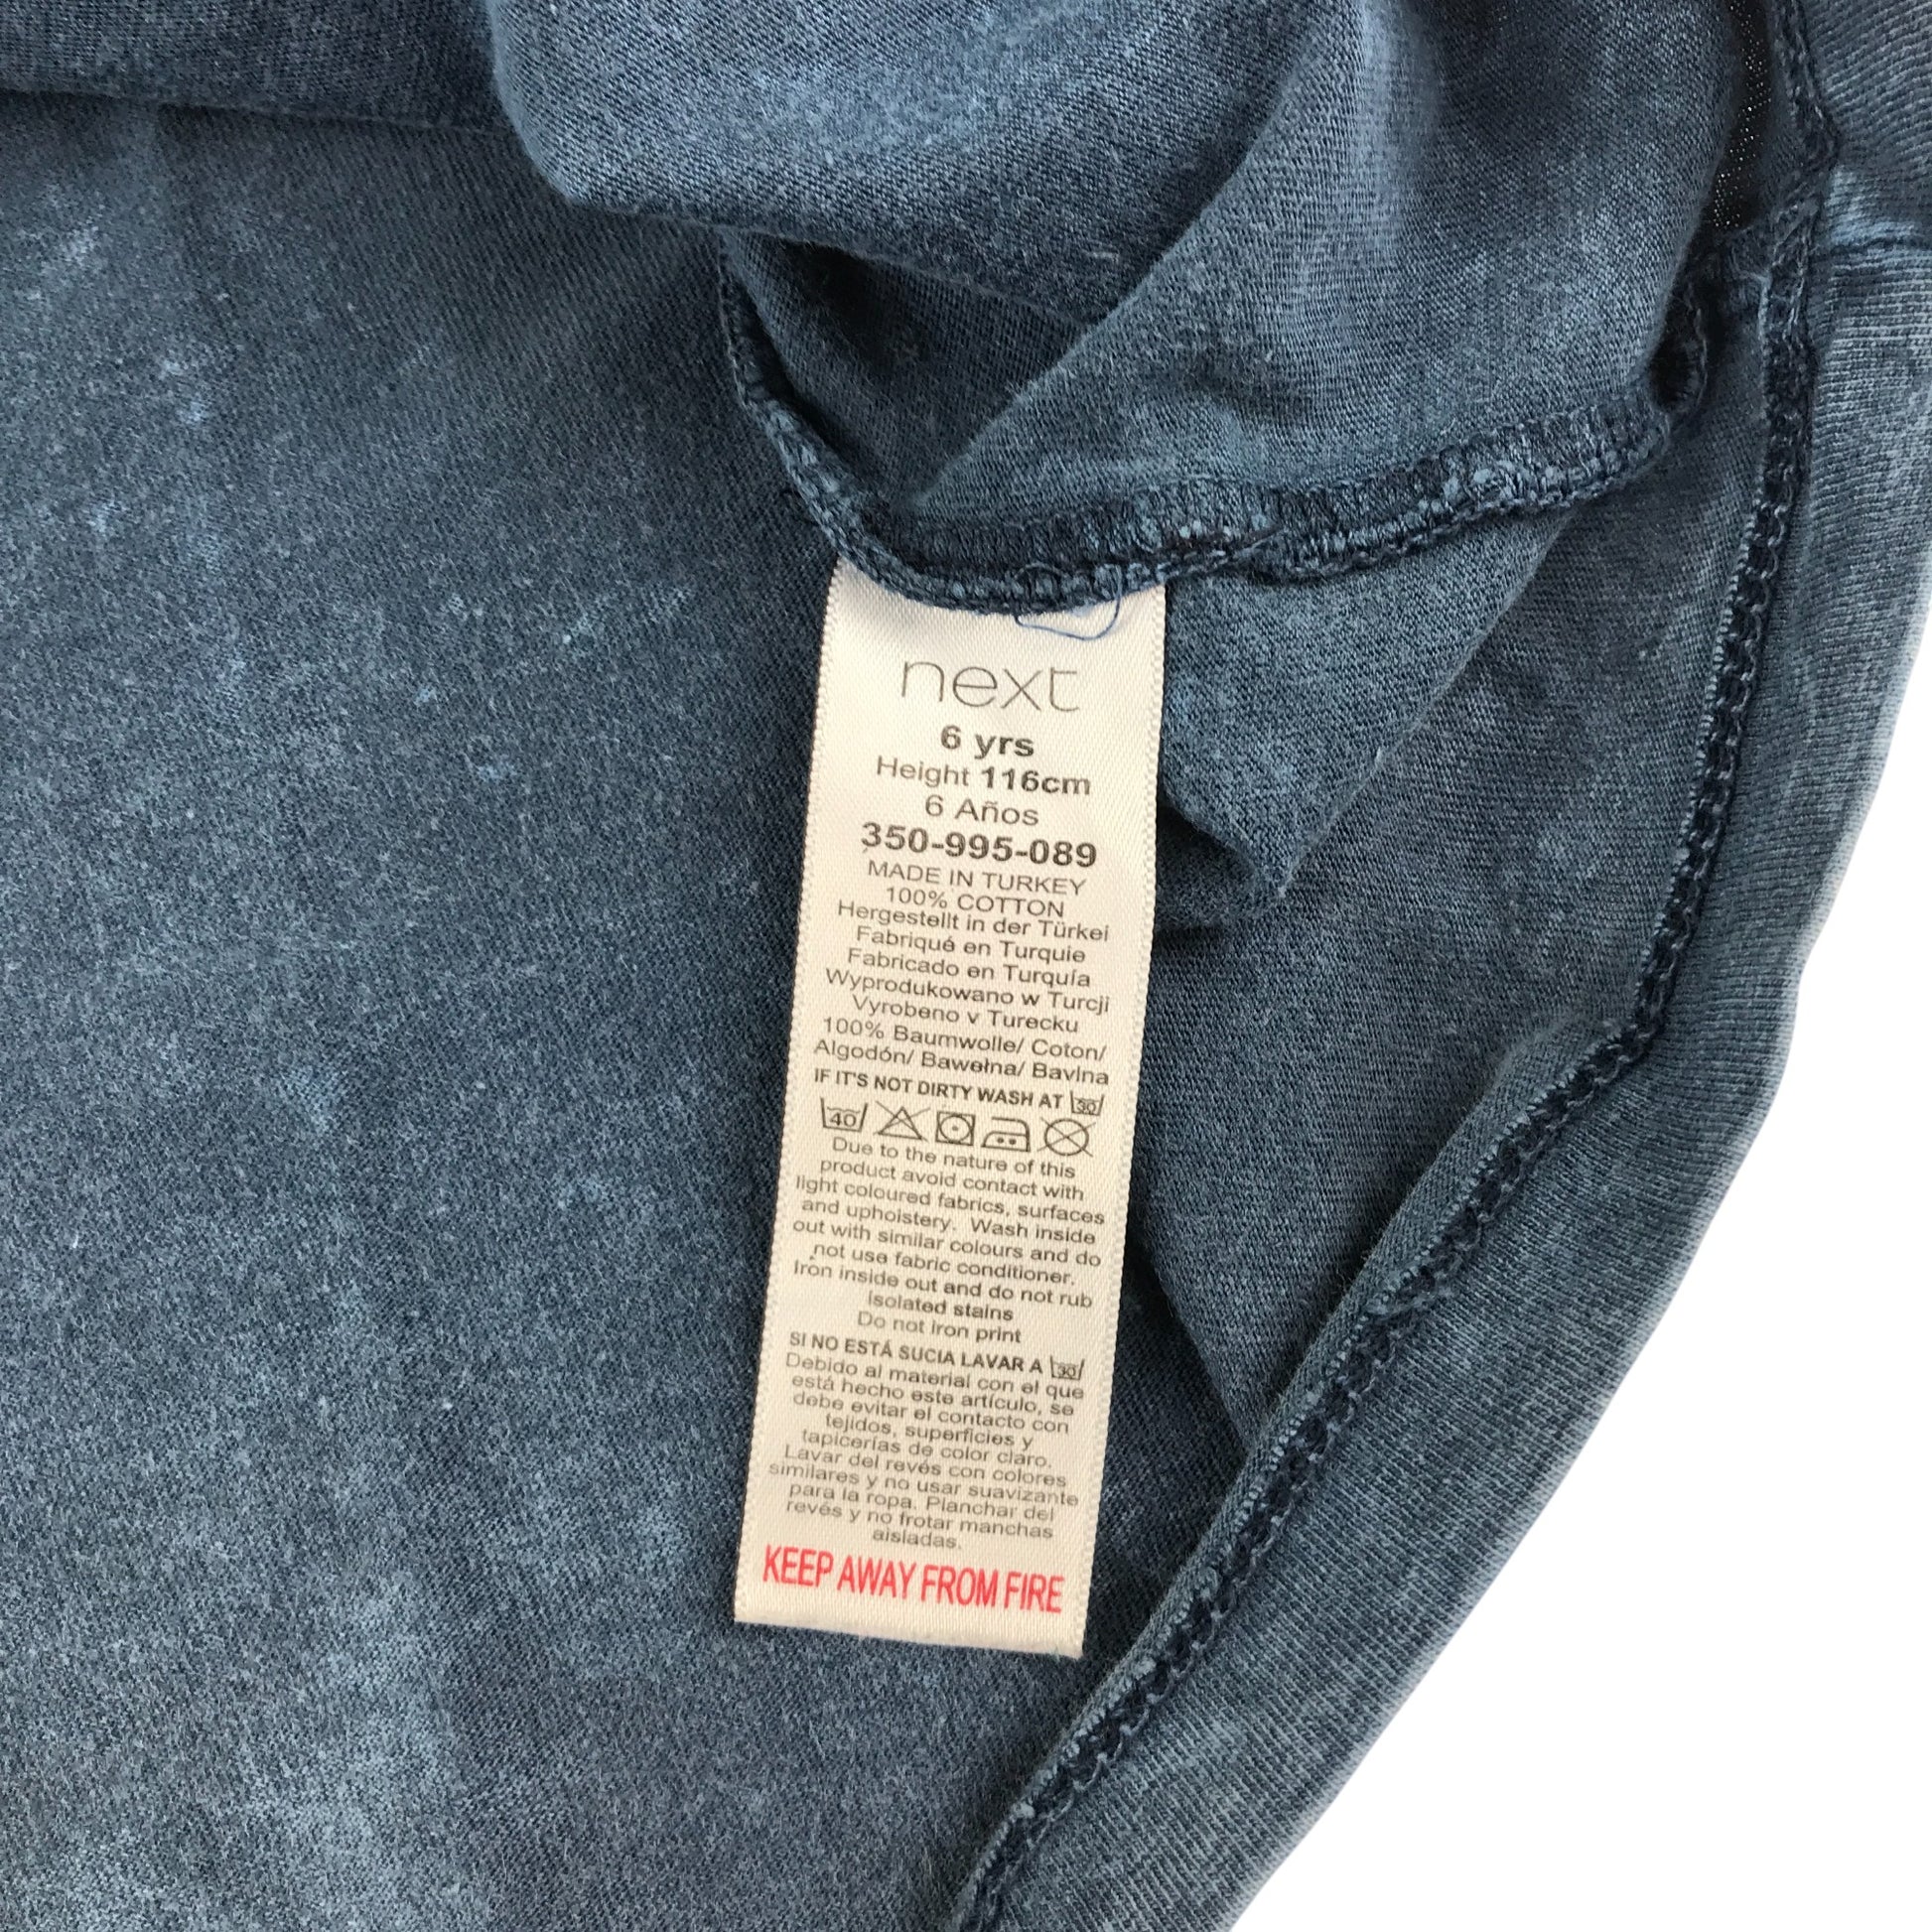 next
6 yrs
Height 116cm
6 Años
350-995-089
MADE IN TURKEY
100% COTTON
Hergestellt in der Türkei
Fabriqué en Turquie
Fabricado en Turquía
Wyprodukowano w Turcji
Vyrobeno v Turecku
100% Baumwolle/ Coton/
Algodón/ Bawełna/ Bavlna
IF IT'S NOT DIRTY WASH AT 30
40
Due to the nature of this
product avoid contact with
light coloured fabrics, surfaces
and upholstery. Wash inside
out with similar colours and do
not use fabric conditioner.
Iron inside out and do not rub
isolated stains
Do not iron print
SI NO ESTÁ SUCIA LAVAR A 30
Debido al material con el que
está hecho este artículo, se
debe evitar el contacto con
tejidos, superficies y
tapicerías de color claro.
Lavar del revés con colores
similares y no usar suavizante
para la ropa. Planchar del
revés y no frotar manchas
aisladas.
KEEP AWAY FROM FIRE